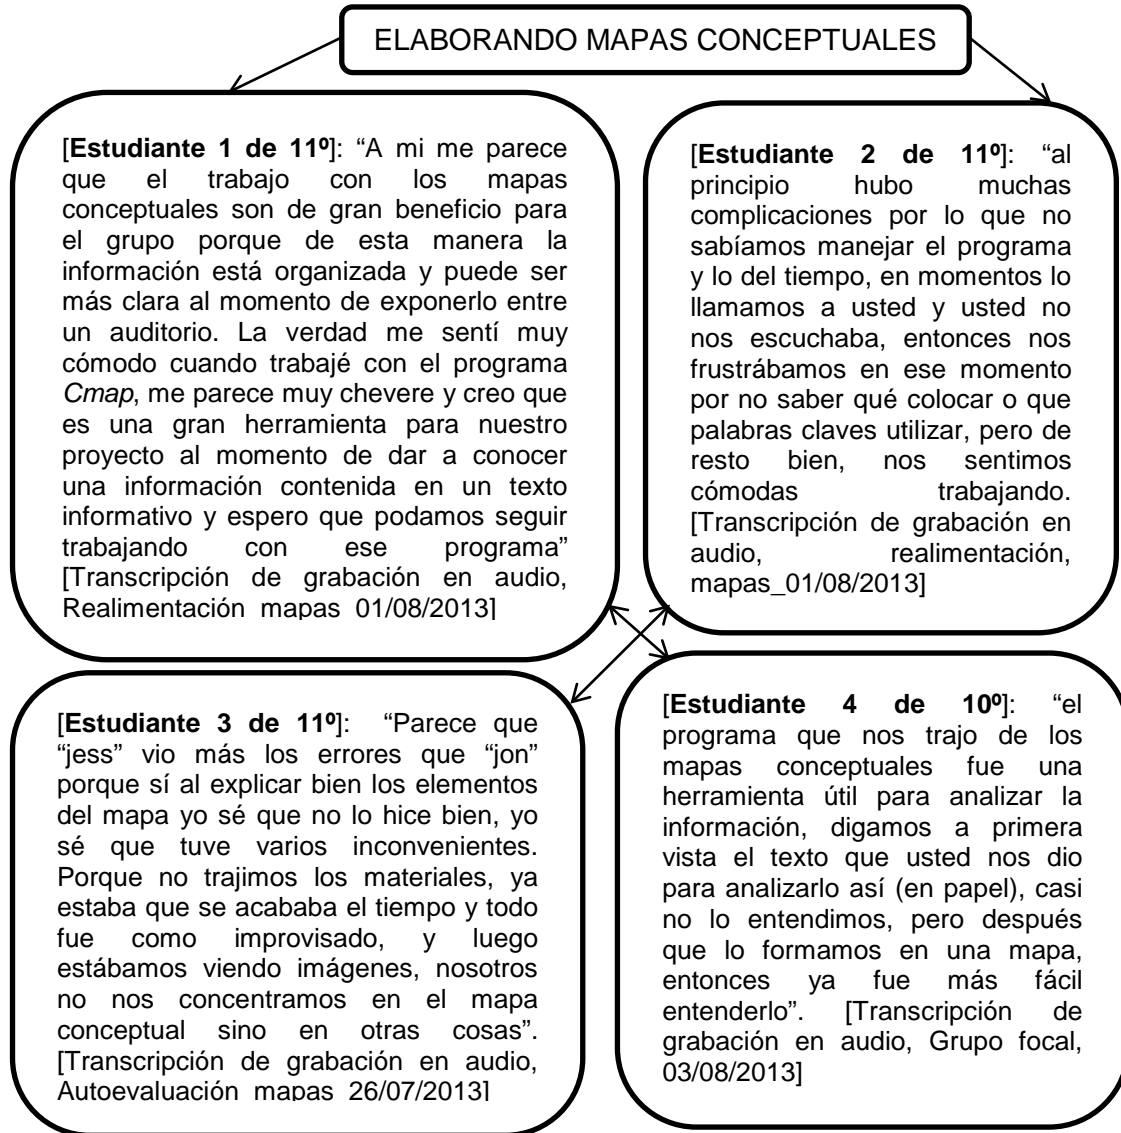 ELABORANDO MAPAS CONCEPTUALES
[Estudiante 1 de 11º]: “A mi me parece
que el trabajo con los mapas
conceptuales son de gran beneficio para
el grupo porque de esta manera la
información está organizada y puede ser
más clara al momento de exponerlo entre
un auditorio. La verdad me sentí muy
cómodo cuando trabajé con el programa
Cmap, me parece muy chevere y creo que
es una gran herramienta para nuestro
proyecto al momento de dar a conocer
una información contenida en un texto
informativo y espero que podamos seguir
trabajando con ese programa”
[Transcripción de grabación en audio,
Realimentación mapas 01/08/2013]
[Estudiante 2 de 11º]: “al
principio hubo muchas
complicaciones por lo que no
sabíamos manejar el programa
y lo del tiempo, en momentos lo
llamamos a usted y usted no
nos escuchaba, entonces nos
frustrábamos en ese momento
por no saber qué colocar o que
palabras claves utilizar, pero de
resto bien, nos sentimos
cómodas trabajando.
[Transcripción de grabación en
audio, realimentación,
mapas_01/08/2013]
[Estudiante 3 de 11º]: “Parece que
“jess” vio más los errores que “jon”
porque sí al explicar bien los elementos
del mapa yo sé que no lo hice bien, yo
sé que tuve varios inconvenientes.
Porque no trajimos los materiales, ya
estaba que se acababa el tiempo y todo
fue como improvisado, y luego
estábamos viendo imágenes, nosotros
no nos concentramos en el mapa
conceptual sino en otras cosas”.
[Transcripción de grabación en audio,
Autoevaluación mapas 26/07/2013]
[Estudiante 4 de 10º]: “el
programa que nos trajo de los
mapas conceptuales fue una
herramienta útil para analizar la
información, digamos a primera
vista el texto que usted nos dio
para analizarlo así (en papel), casi
no lo entendimos, pero después
que lo formamos en una mapa,
entonces ya fue más fácil
entenderlo”. [Transcripción de
grabación en audio, Grupo focal,
03/08/2013]